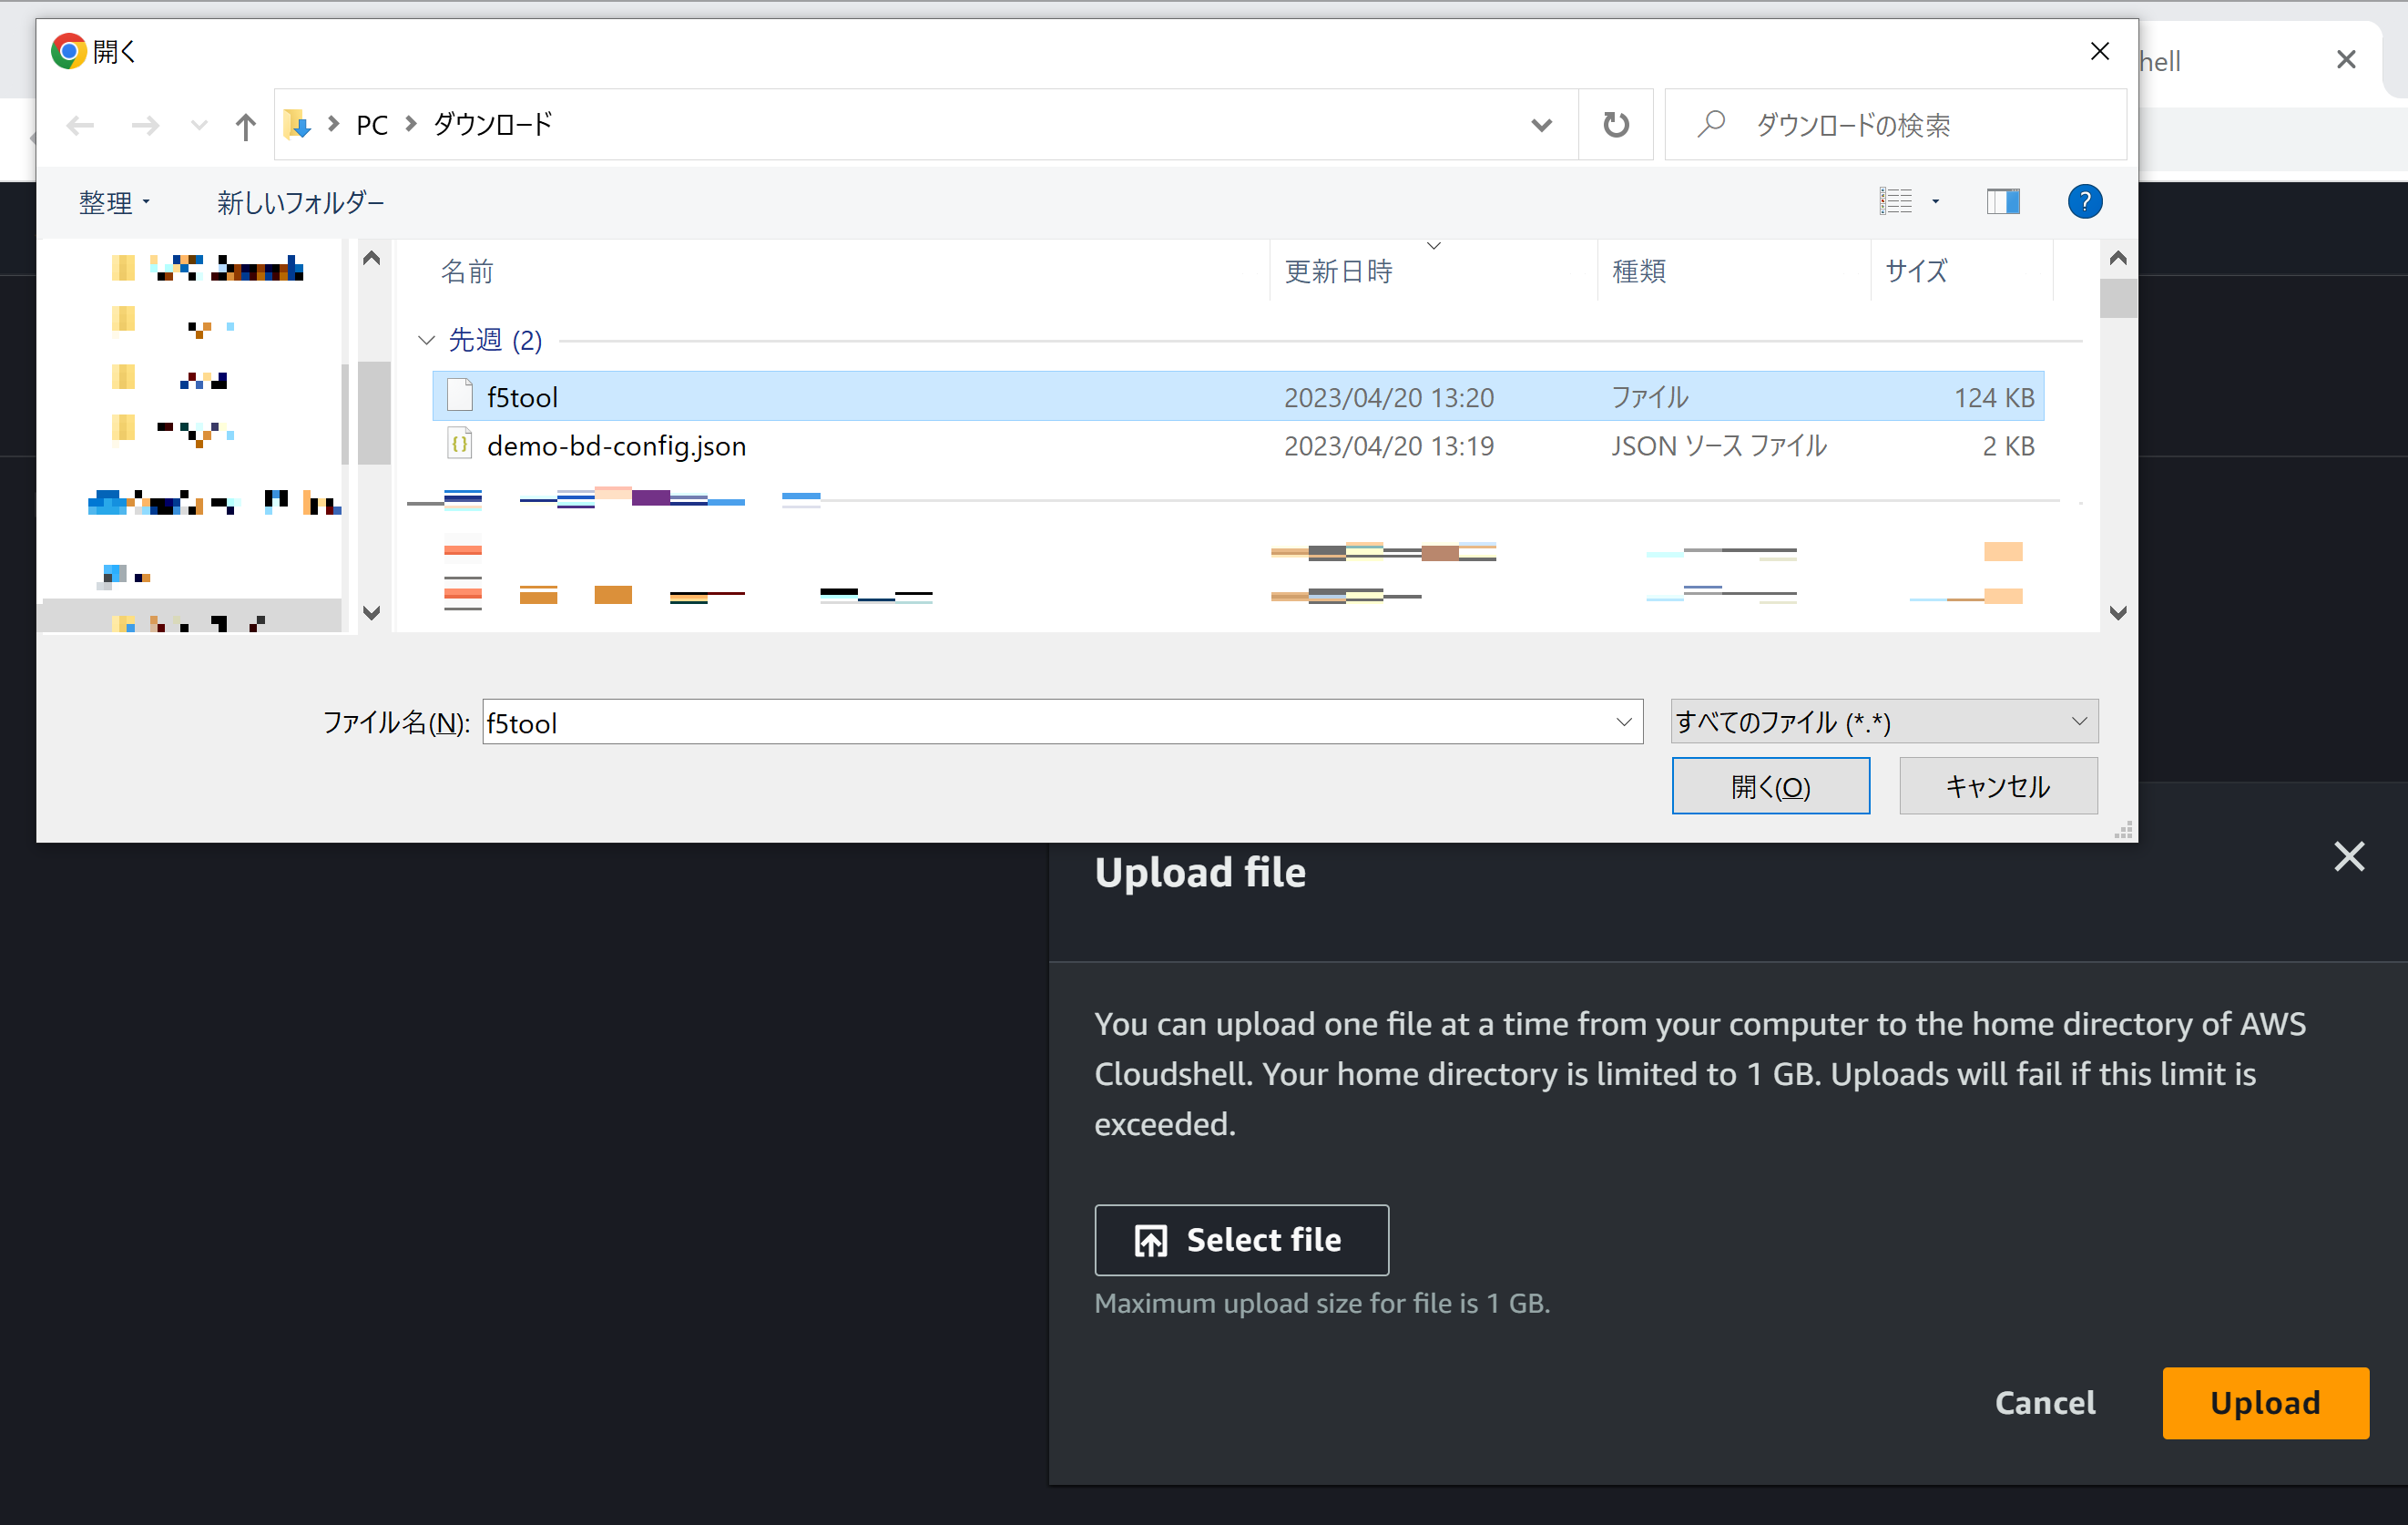 開く
hell
PC
ダウンロード
ダウンロードの検索
整理
新しいフォルダー
?
名前
更新日時
種類
サイズ
先週 (2)
f5tool
2023/04/20 13:20
ファイル
124 KB
demo-bd-config.json
2023/04/20 13:19
JSON ソース ファイル
2 KB
ファイル名(N):
f5tool
すべてのファイル (*.*)
開く(O)
キャンセル
Upload file
You can upload one file at a time from your computer to the home directory of AWS
Cloudshell. Your home directory is limited to 1 GB. Uploads will fail if this limit is
exceeded.
Select file
Maximum upload size for file is 1 GB.
Cancel
Upload